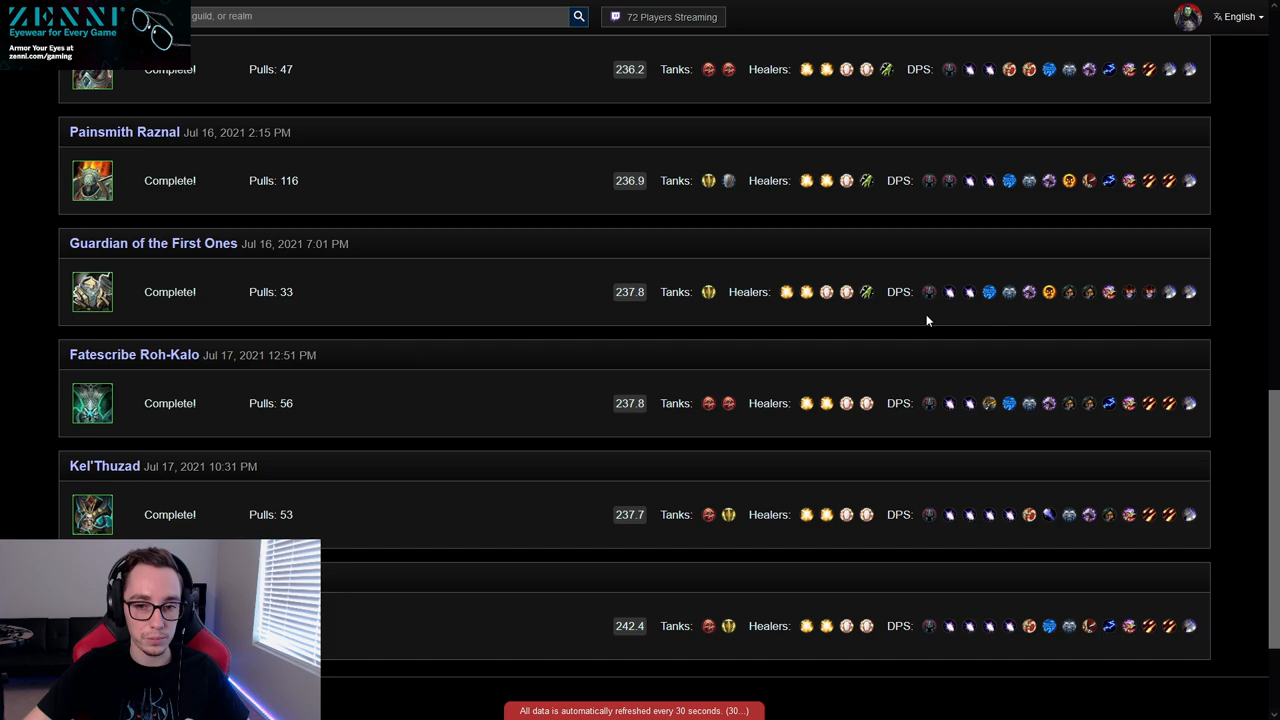 ZENNI®
Eyewear for Every Game
Armor Your Eyes at
zenni.com/gaming
guild, or realm
72 Players Streaming
English
Complete! Pulls: 47 236.2 Tanks: Healers: DPS:
Painsmith Raznal Jul 16, 2021 2:15 PM
Complete! Pulls: 116 236.9 Tanks: Healers: DPS:
Guardian of the First Ones Jul 16, 2021 7:01 PM
Complete! Pulls: 33 237.8 Tanks: Healers: DPS:
Fatescribe Roh-Kalo Jul 17, 2021 12:51 PM
Complete! Pulls: 56 237.8 Tanks: Healers: DPS:
Kel'Thuzad Jul 17, 2021 10:31 PM
Complete! Pulls: 53 237.7 Tanks: Healers: DPS:
242.4 Tanks: Healers: DPS:
All data is automatically refreshed every 30 seconds. (30...)